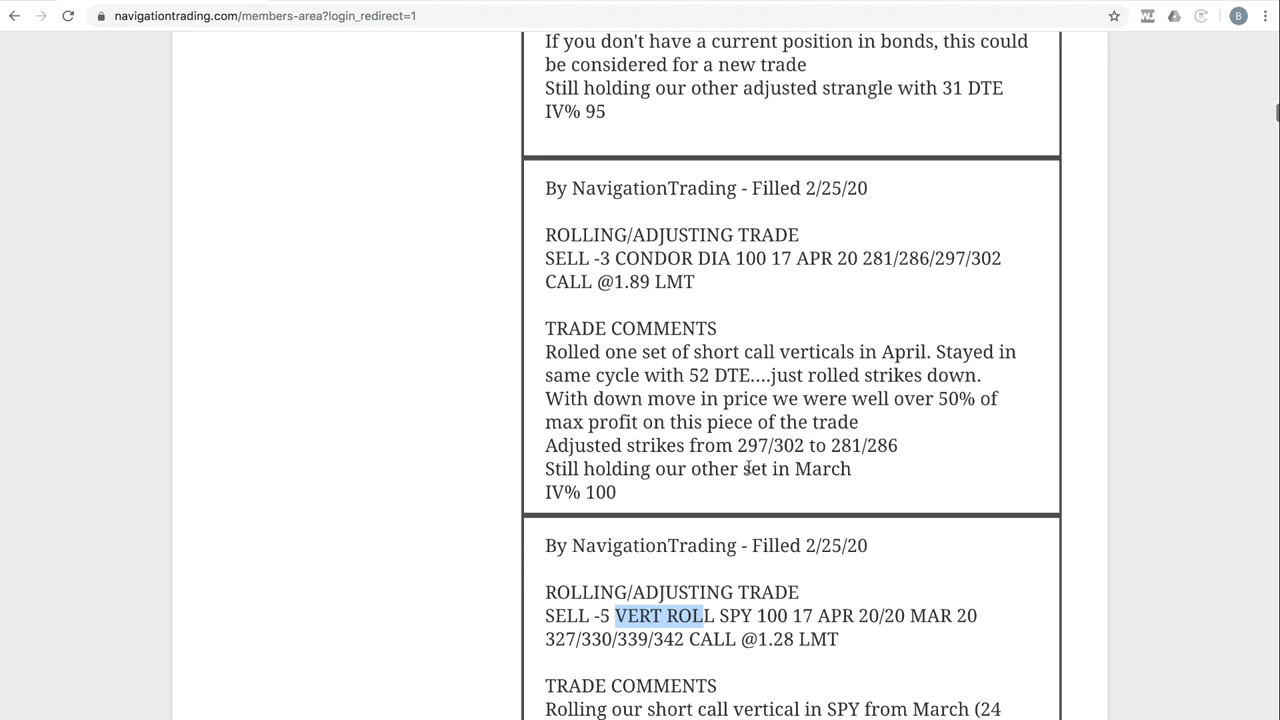 navigationtrading.com/members-area?login_redirect=1
B
If you don't have a current position in bonds, this could
be considered for a new trade
Still holding our other adjusted strangle with 31 DTE
IV% 95
By NavigationTrading - Filled 2/25/20
ROLLING/ADJUSTING TRADE
SELL -3 CONDOR DIA 100 17 APR 20 281/286/297/302
CALL @1.89 LMT
TRADE COMMENTS
Rolled one set of short call verticals in April. Stayed in
same cycle with 52 DTE....just rolled strikes down.
With down move in price we were well over 50% of
max profit on this piece of the trade
Adjusted strikes from 297/302 to 281/286
Still holding our other set in March
IV% 100
By NavigationTrading - Filled 2/25/20
ROLLING/ADJUSTING TRADE
SELL -5 VERT ROLL SPY 100 17 APR 20/20 MAR 20
327/330/339/342 CALL @1.28 LMT
TRADE COMMENTS
Rolling our short call vertical in SPY from March (24